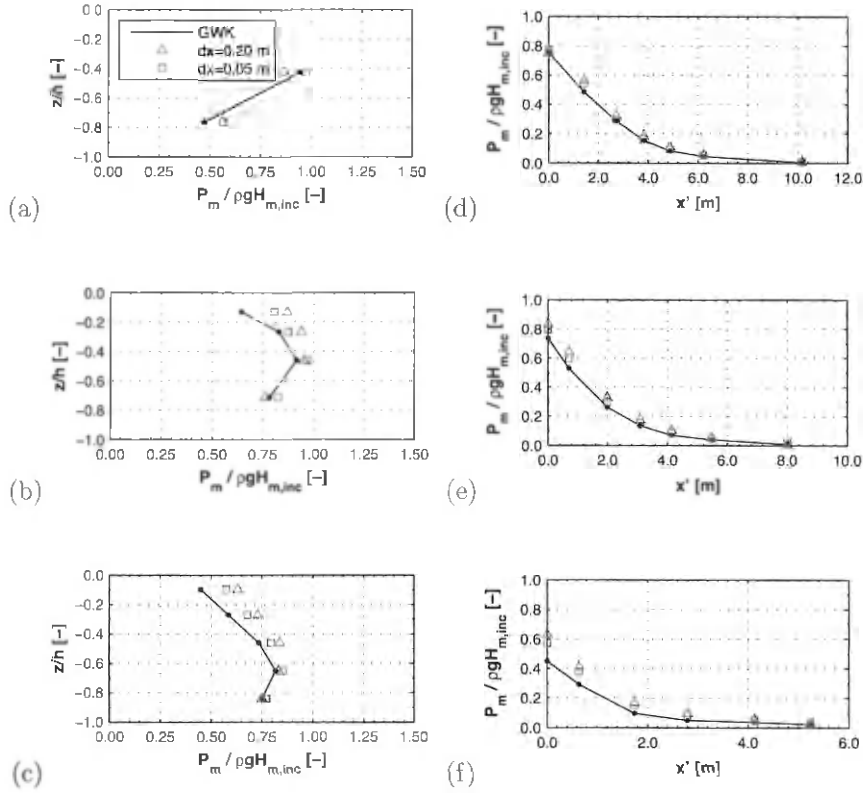 GWK
dx=0.20 m
dx=0.05 m
0.0
−0.2
−0.4
−0.6
−0.8
−1.0
z/h [-]
0.00 0.25 0.50 0.75 1.00 1.25 1.50
P_m / ρgH_m,inc [-]
(a)
1.0
0.8
0.6
0.4
0.2
0.0
P_m / ρgH_m,inc [-]
0.0 2.0 4.0 6.0 8.0 10.0 12.0
x' [m]
(d)
0.0
−0.2
−0.4
−0.6
−0.8
−1.0
z/h [-]
0.00 0.25 0.50 0.75 1.00 1.25 1.50
P_m / ρgH_m,inc [-]
(b)
1.0
0.8
0.6
0.4
0.2
0.0
P_m / ρgH_m,inc [-]
0.0 2.0 4.0 6.0 8.0 10.0
x' [m]
(e)
0.0
−0.2
−0.4
−0.6
−0.8
−1.0
z/h [-]
0.00 0.25 0.50 0.75 1.00 1.25 1.50
P_m / ρgH_m,inc [-]
(c)
1.0
0.8
0.6
0.4
0.2
0.0
P_m / ρgH_m,inc [-]
0.0 2.0 4.0 6.0
x' [m]
(f)